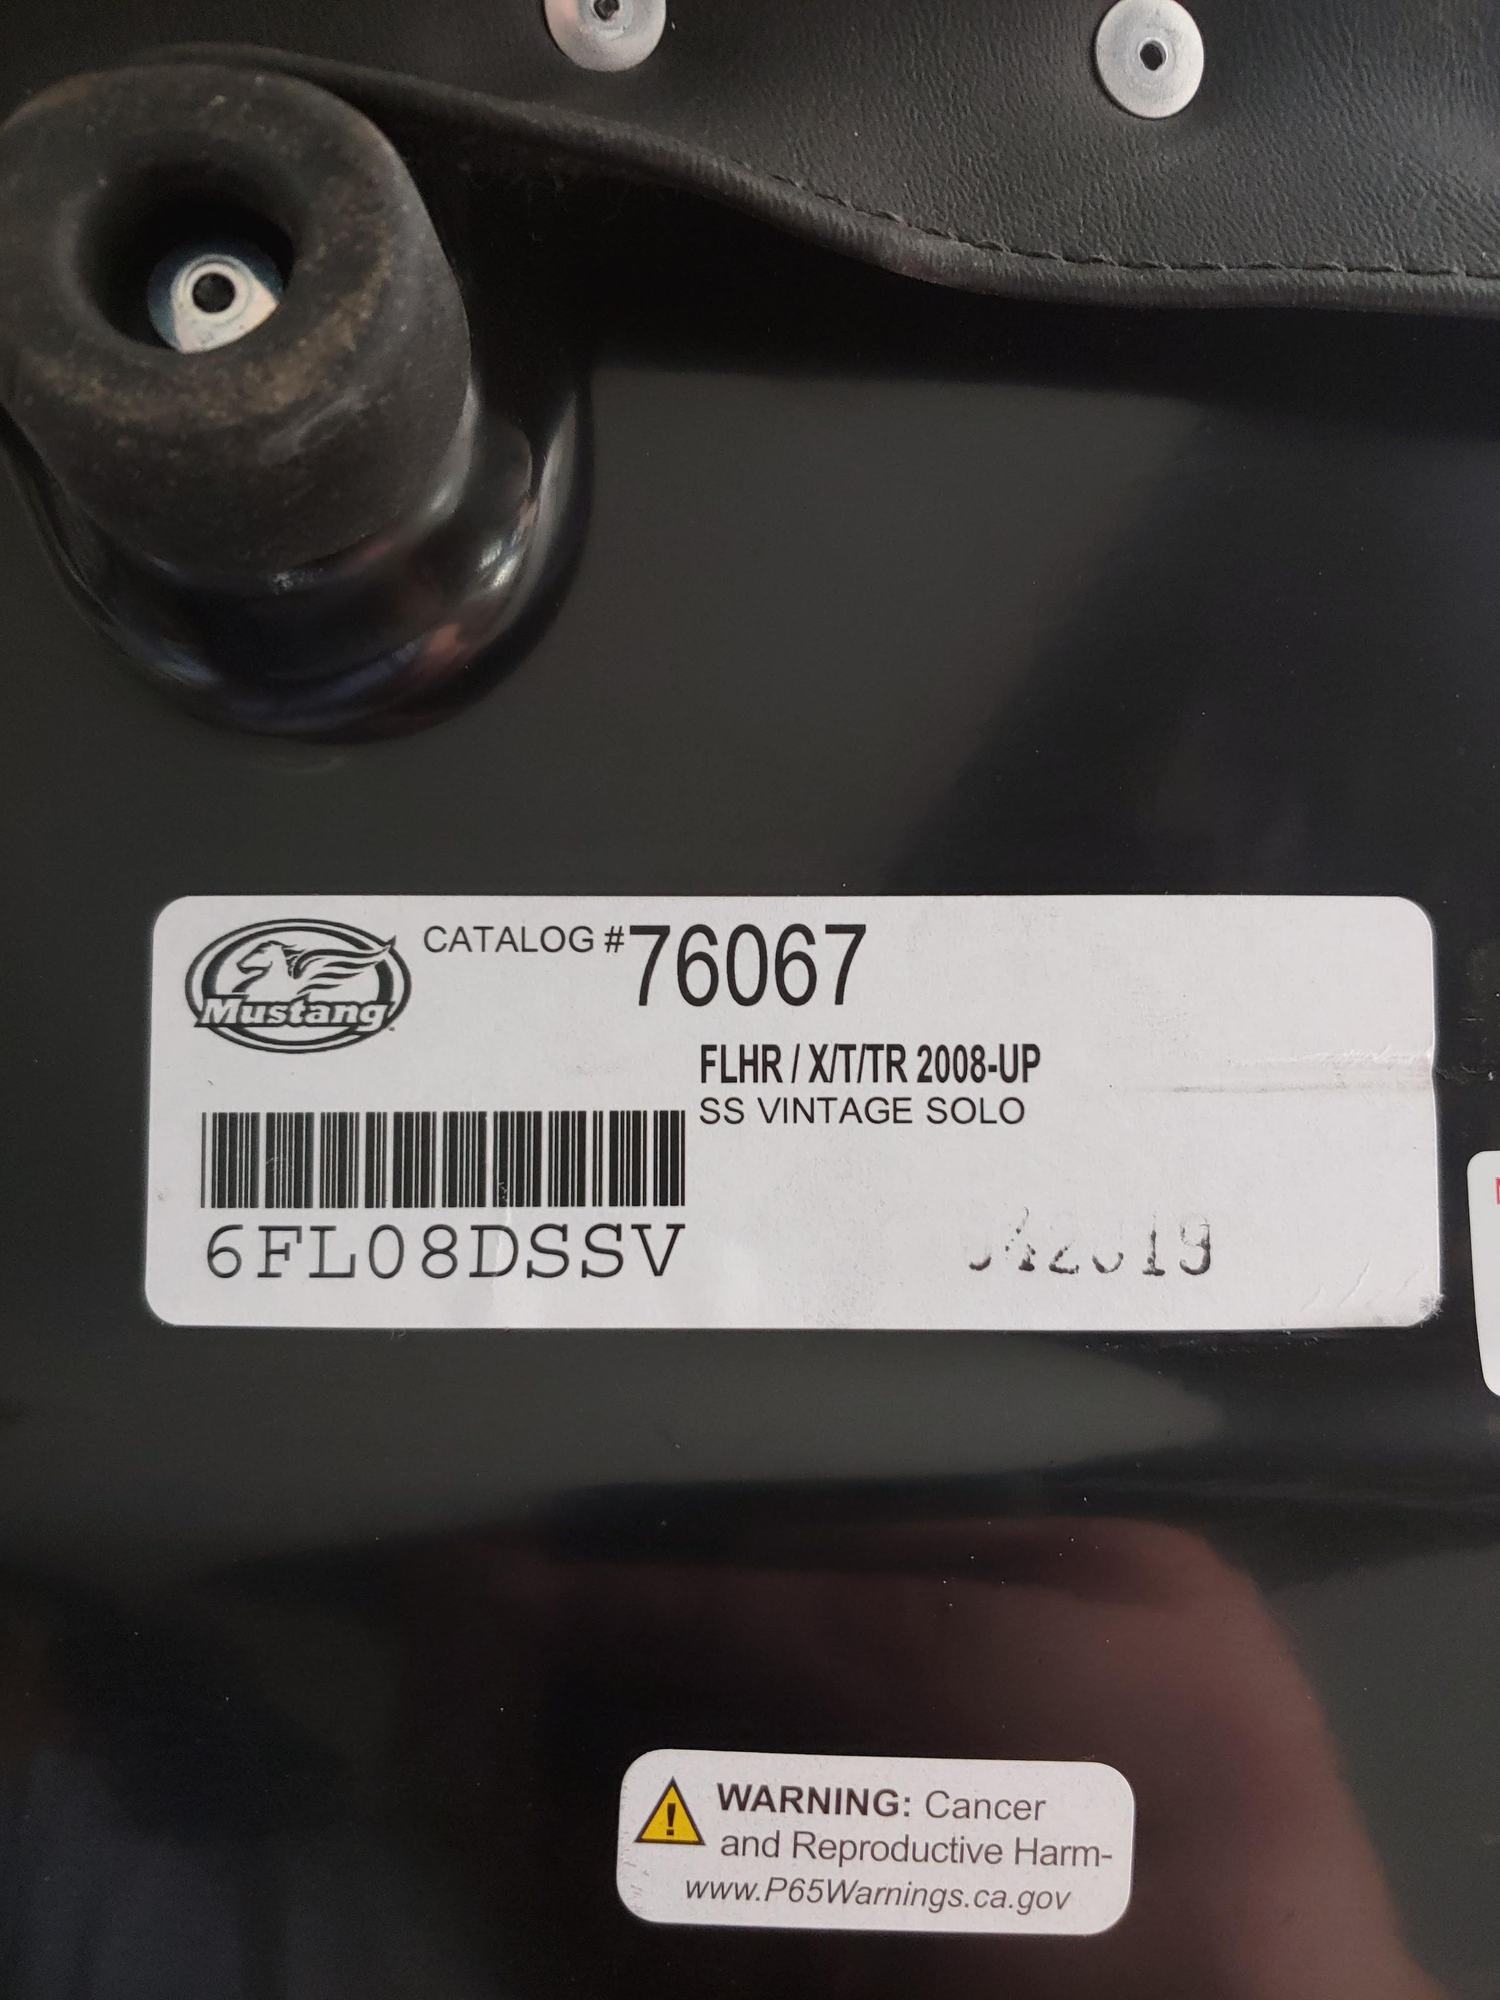 Mustang
CATALOG #76067
FLHR / X/T/TR 2008-UP
SS VINTAGE SOLO
6FL08DSSV
WARNING: Cancer
and Reproductive Harm-
www.P65Warnings.ca.gov